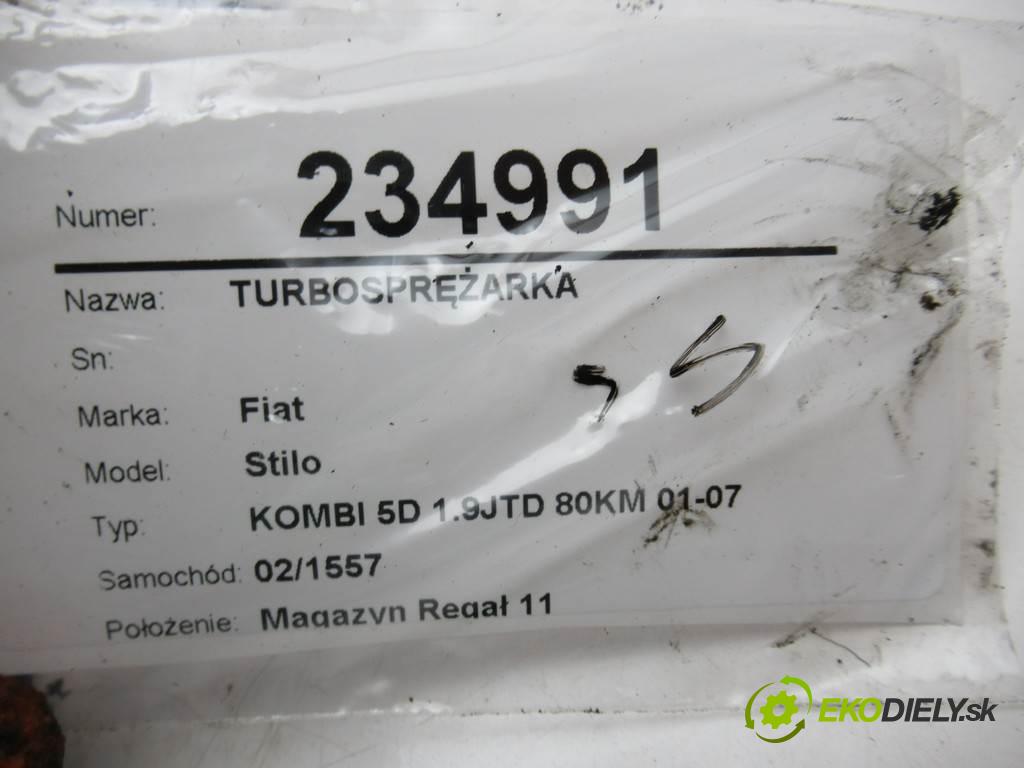 Numer: 234991
Nazwa: TURBOSPRĘŻARKA
Sn:
Marka: Fiat
Model: Stilo
Typ: KOMBI 5D 1.9JTD 80KM 01-07
Samochód: 02/1557
Położenie: Magazyn Regał 11
EKODIELY.sk